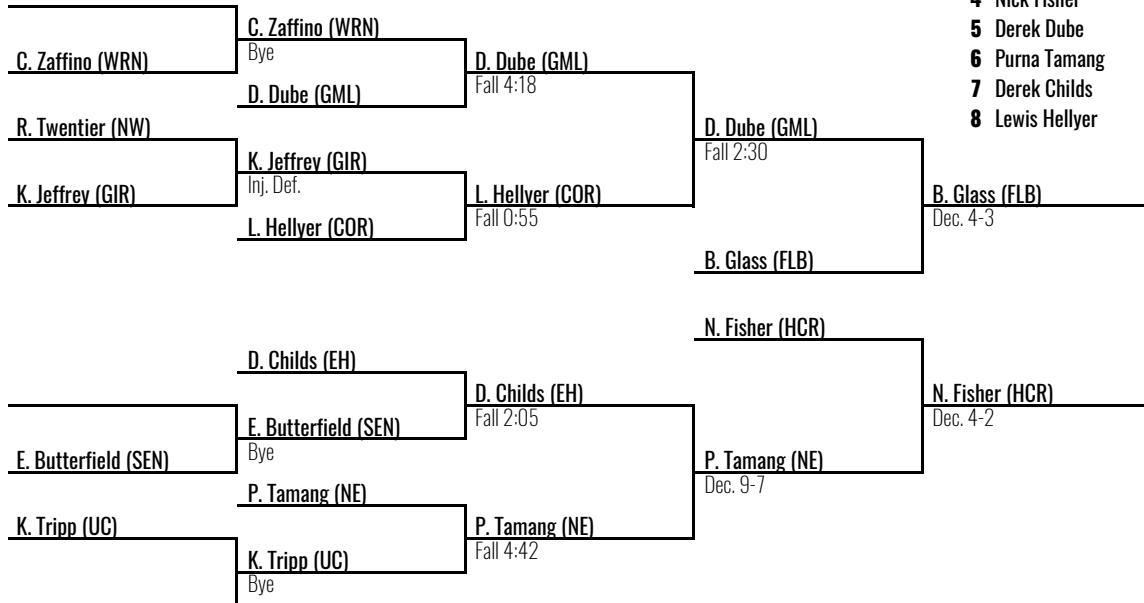 4 Nick Fisher
5 Derek Dube
6 Purna Tamang
7 Derek Childs
8 Lewis Hellyer
C. Zaffino (WRN)
R. Twentier (NW)
K. Jeffrey (GIR)
C. Zaffino (WRN)
Bye
D. Dube (GML)
K. Jeffrey (GIR)
Inj. Def.
L. Hellyer (COR)
D. Dube (GML)
Fall 4:18
L. Hellyer (COR)
Fall 0:55
D. Dube (GML)
Fall 2:30
B. Glass (FLB)
B. Glass (FLB)
Dec. 4-3
E. Butterfield (SEN)
K. Tripp (UC)
D. Childs (EH)
E. Butterfield (SEN)
Bye
P. Tamang (NE)
K. Tripp (UC)
Bye
D. Childs (EH)
Fall 2:05
P. Tamang (NE)
Fall 4:42
N. Fisher (HCR)
P. Tamang (NE)
Dec. 9-7
N. Fisher (HCR)
Dec. 4-2